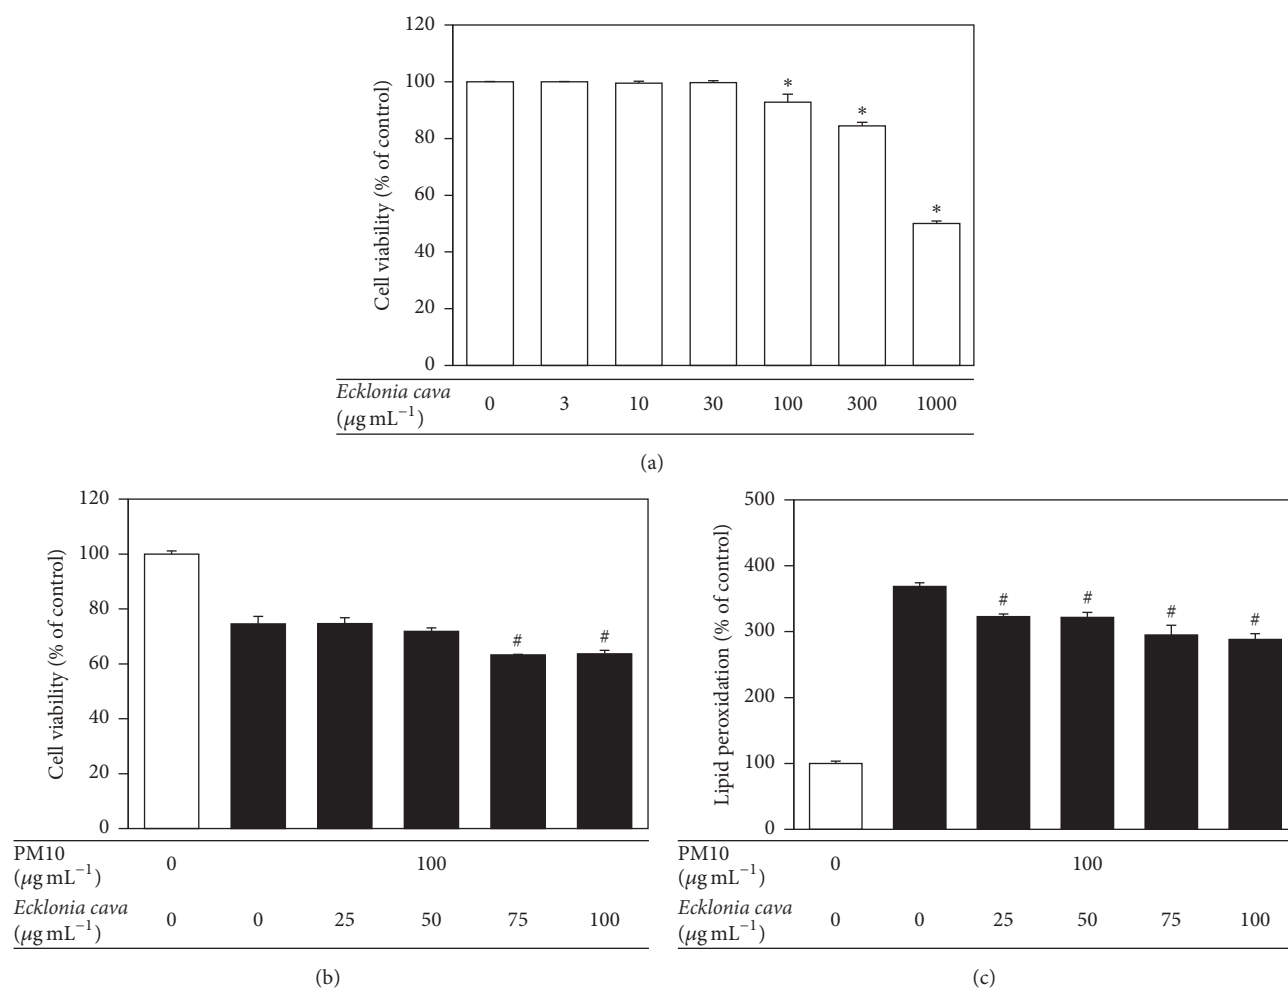 120
100
80
60
40
20
0
Cell viability (% of control)
* * *
Ecklonia cava
(μg mL⁻¹)
0 3 10 30 100 300 1000
(a)
120
100
80
60
40
20
0
Cell viability (% of control)
# #
PM10
(μg mL⁻¹)
0 100
Ecklonia cava
(μg mL⁻¹)
0 0 25 50 75 100
(b)
500
400
300
200
100
0
Lipid peroxidation (% of control)
# # # #
PM10
(μg mL⁻¹)
0 100
Ecklonia cava
(μg mL⁻¹)
0 0 25 50 75 100
(c)